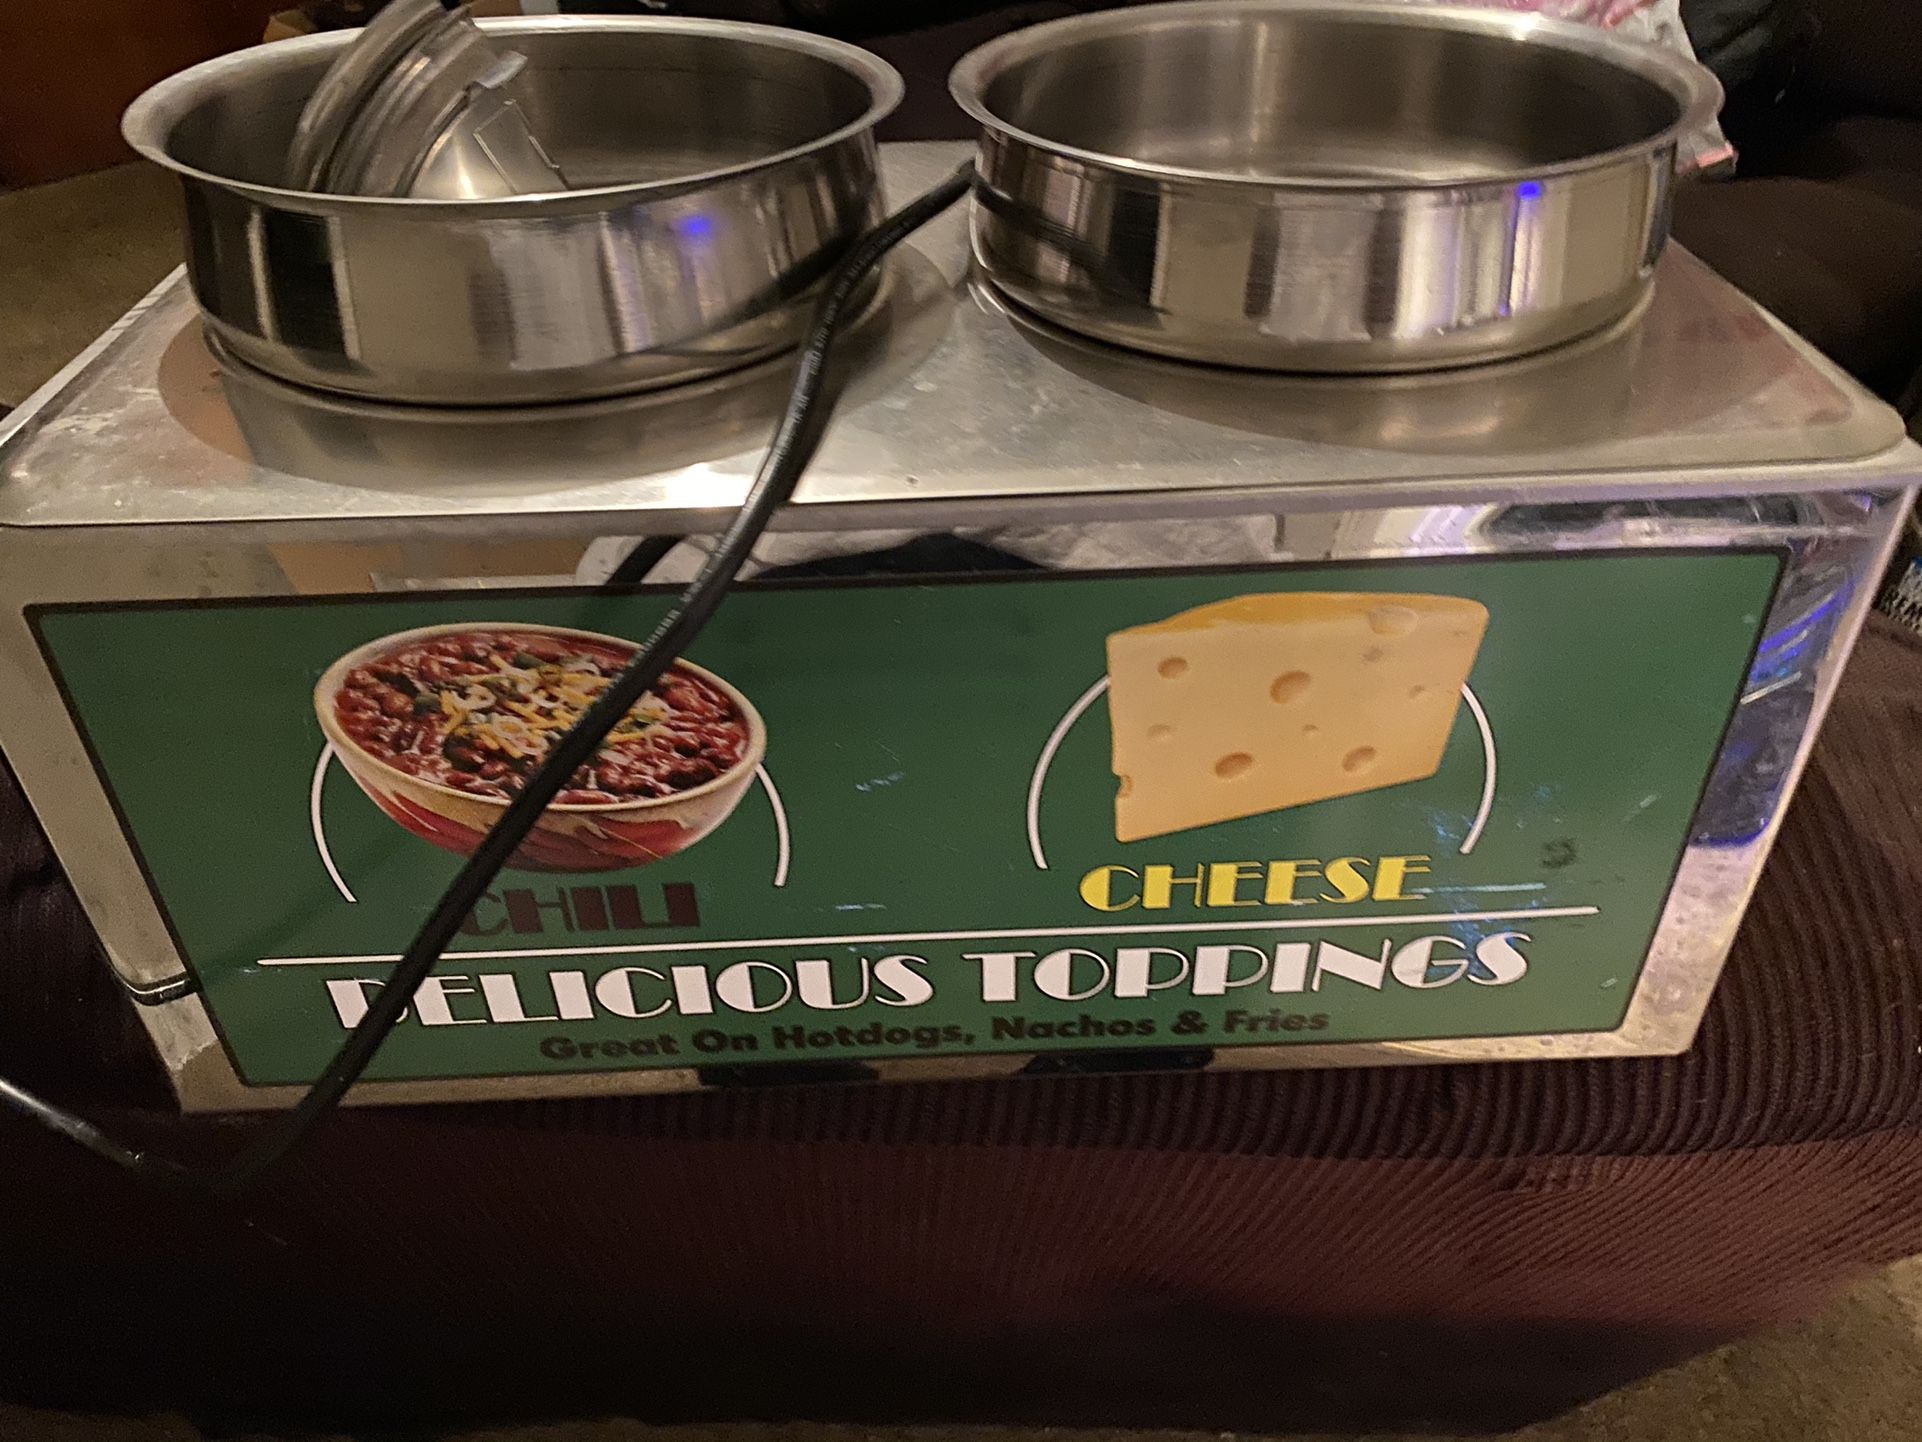 CHILI
CHEESE
DELICIOUS TOPPINGS
Great On Hotdogs, Nachos & Fries